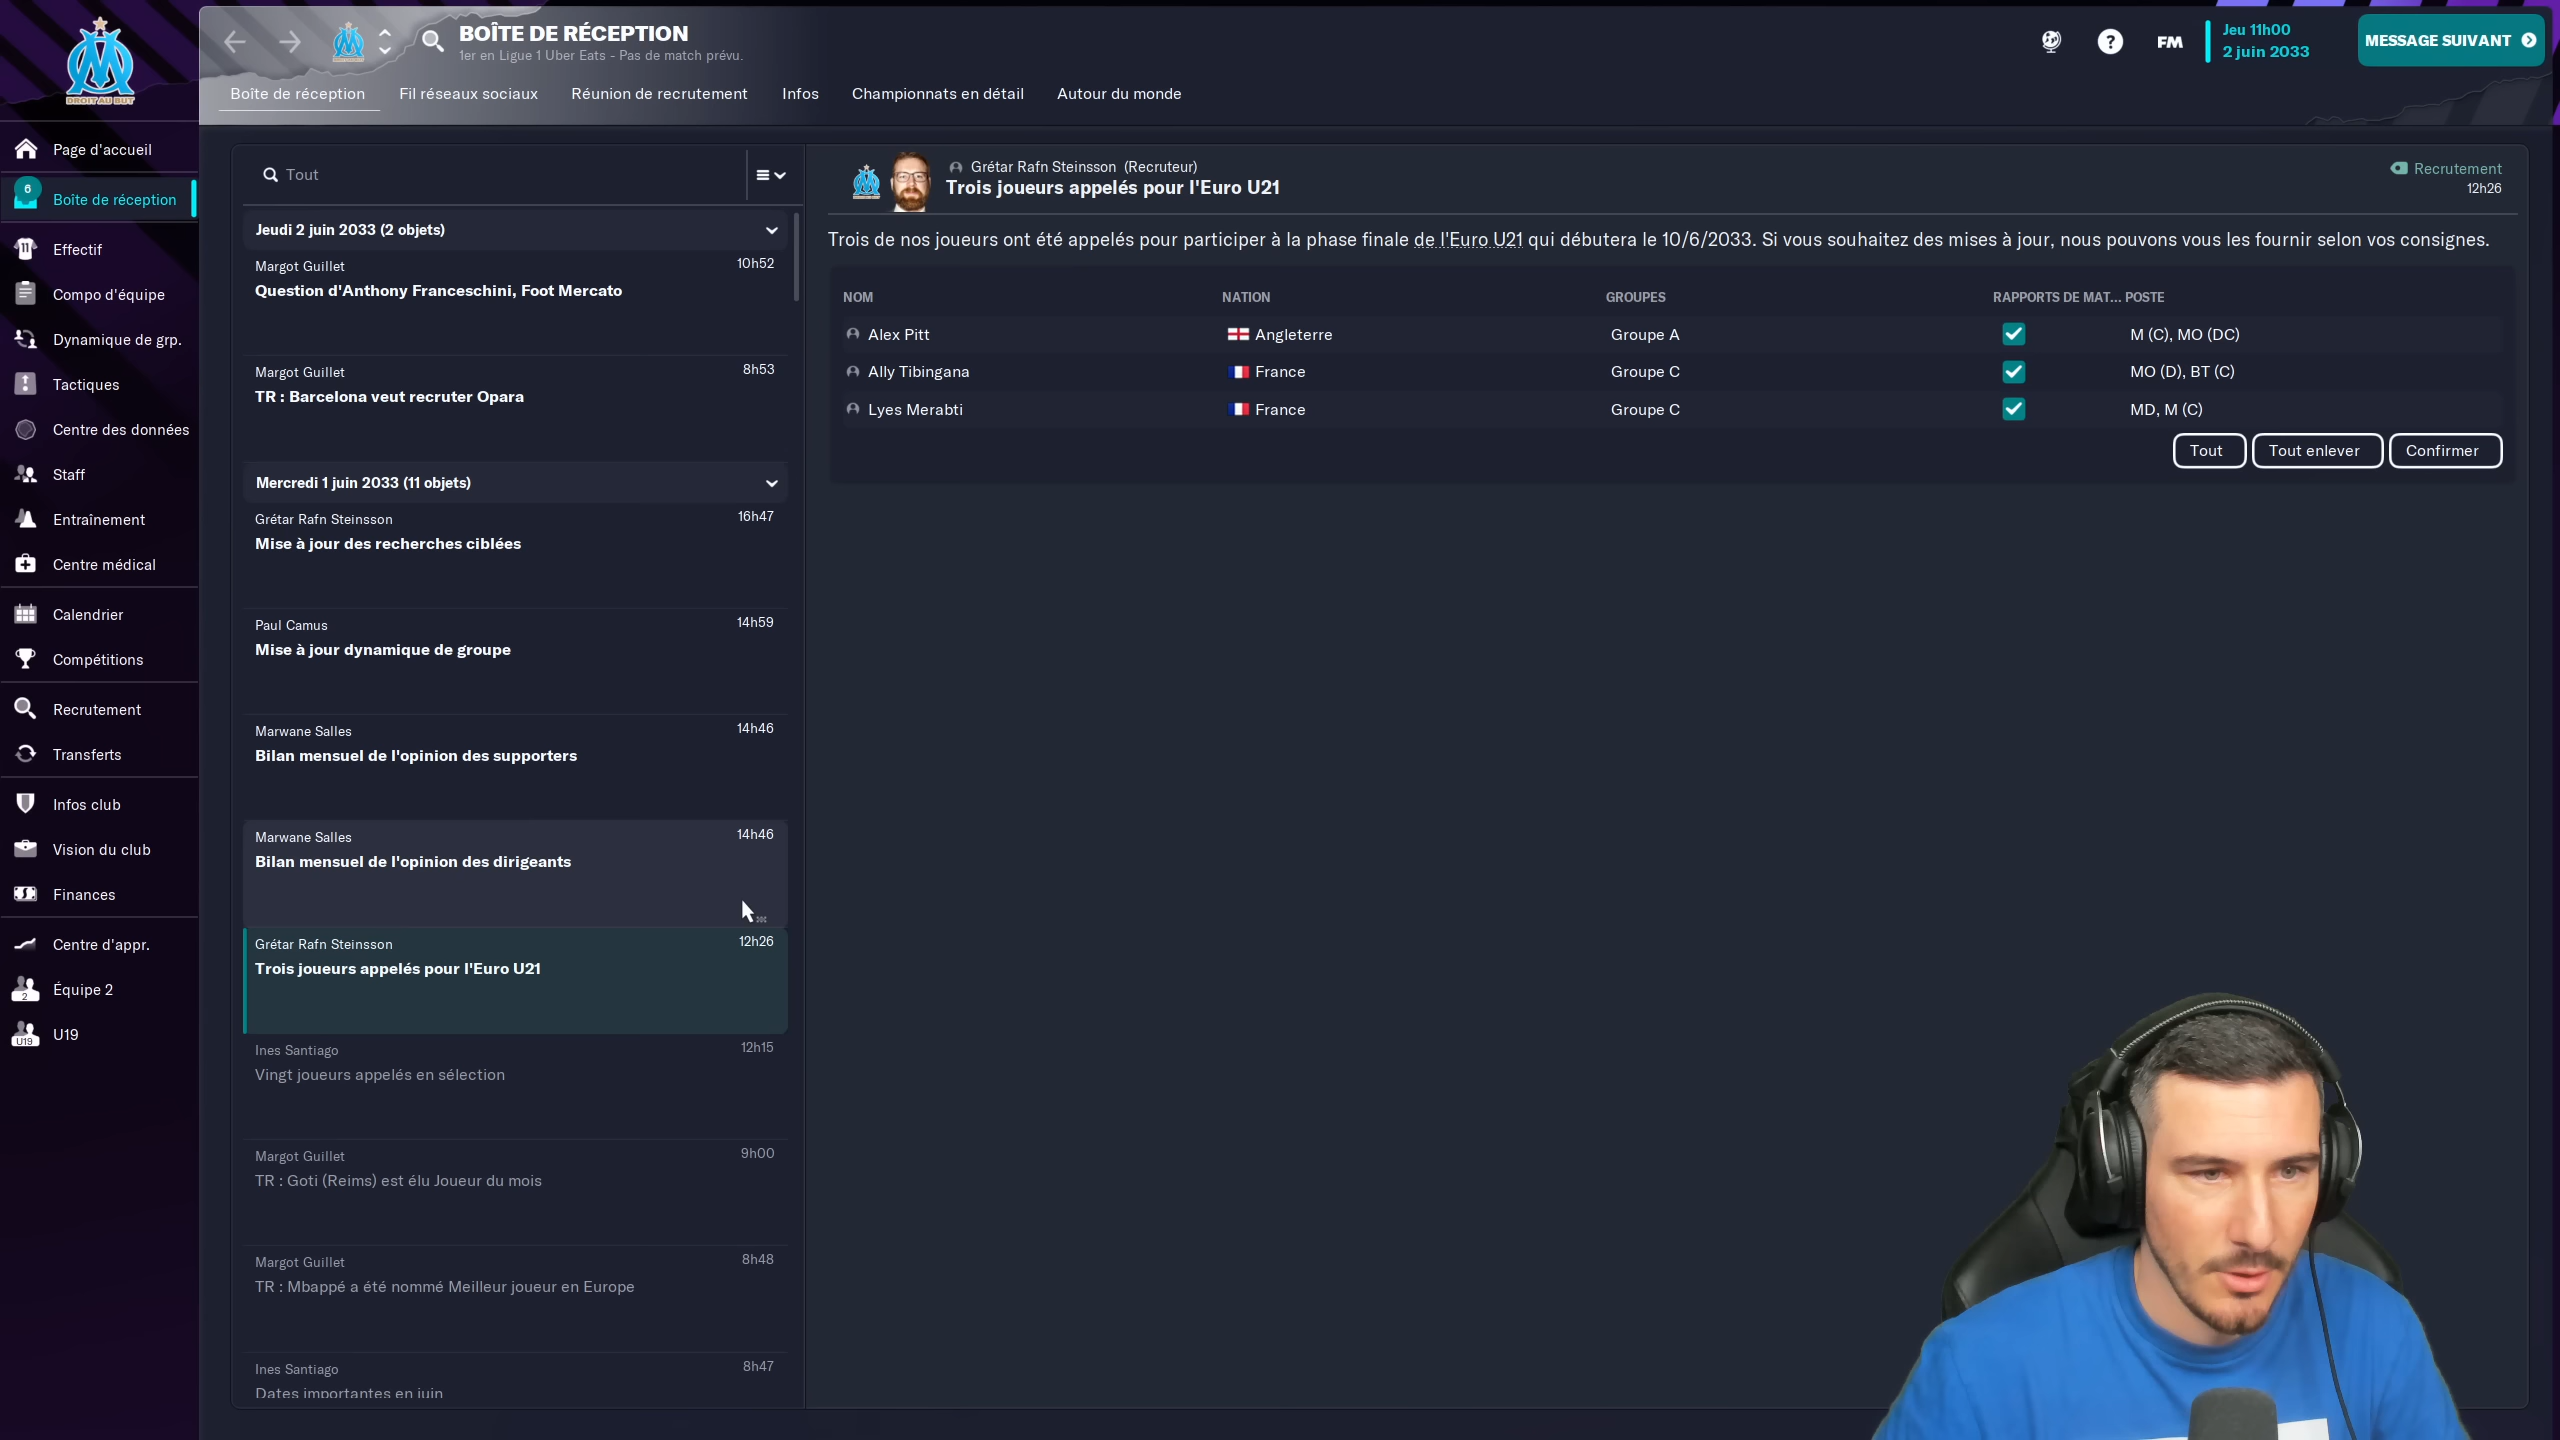 DROIT AU BUT
BOÎTE DE RÉCEPTION
1er en Ligue 1 Uber Eats - Pas de match prévu.
FM
Jeu 11h00
2 juin 2033
MESSAGE SUIVANT
Boîte de réception
Fil réseaux sociaux
Réunion de recrutement
Infos
Championnats en détail
Autour du monde
Page d'accueil
6
Boîte de réception
11
Effectif
Compo d'équipe
Dynamique de grp.
Tactiques
Centre des données
Staff
Entraînement
Centre médical
Calendrier
Compétitions
Recrutement
Transferts
Infos club
Vision du club
Finances
Centre d'appr.
2
Équipe 2
U19
U19
Tout
Jeudi 2 juin 2033 (2 objets)
Margot Guillet
10h52
Question d'Anthony Franceschini, Foot Mercato
Margot Guillet
8h53
TR : Barcelona veut recruter Opara
Mercredi 1 juin 2033 (11 objets)
Grétar Rafn Steinsson
16h47
Mise à jour des recherches ciblées
Paul Camus
14h59
Mise à jour dynamique de groupe
Marwane Salles
14h46
Bilan mensuel de l'opinion des supporters
Marwane Salles
14h46
Bilan mensuel de l'opinion des dirigeants
Grétar Rafn Steinsson
12h26
Trois joueurs appelés pour l'Euro U21
Ines Santiago
12h15
Vingt joueurs appelés en sélection
Margot Guillet
9h00
TR : Goti (Reims) est élu Joueur du mois
Margot Guillet
8h48
TR : Mbappé a été nommé Meilleur joueur en Europe
Ines Santiago
8h47
Dates importantes en juin
Grétar Rafn Steinsson (Recruteur)
Trois joueurs appelés pour l'Euro U21
Recrutement
12h26
Trois de nos joueurs ont été appelés pour participer à la phase finale de l'Euro U21 qui débutera le 10/6/2033. Si vous souhaitez des mises à jour, nous pouvons vous les fournir selon vos consignes.
NOM NATION GROUPES RAPPORTS DE MAT... POSTE
Alex Pitt Angleterre Groupe A M (C), MO (DC)
Ally Tibingana France Groupe C MO (D), BT (C)
Lyes Merabti France Groupe C MD, M (C)
Tout Tout enlever Confirmer